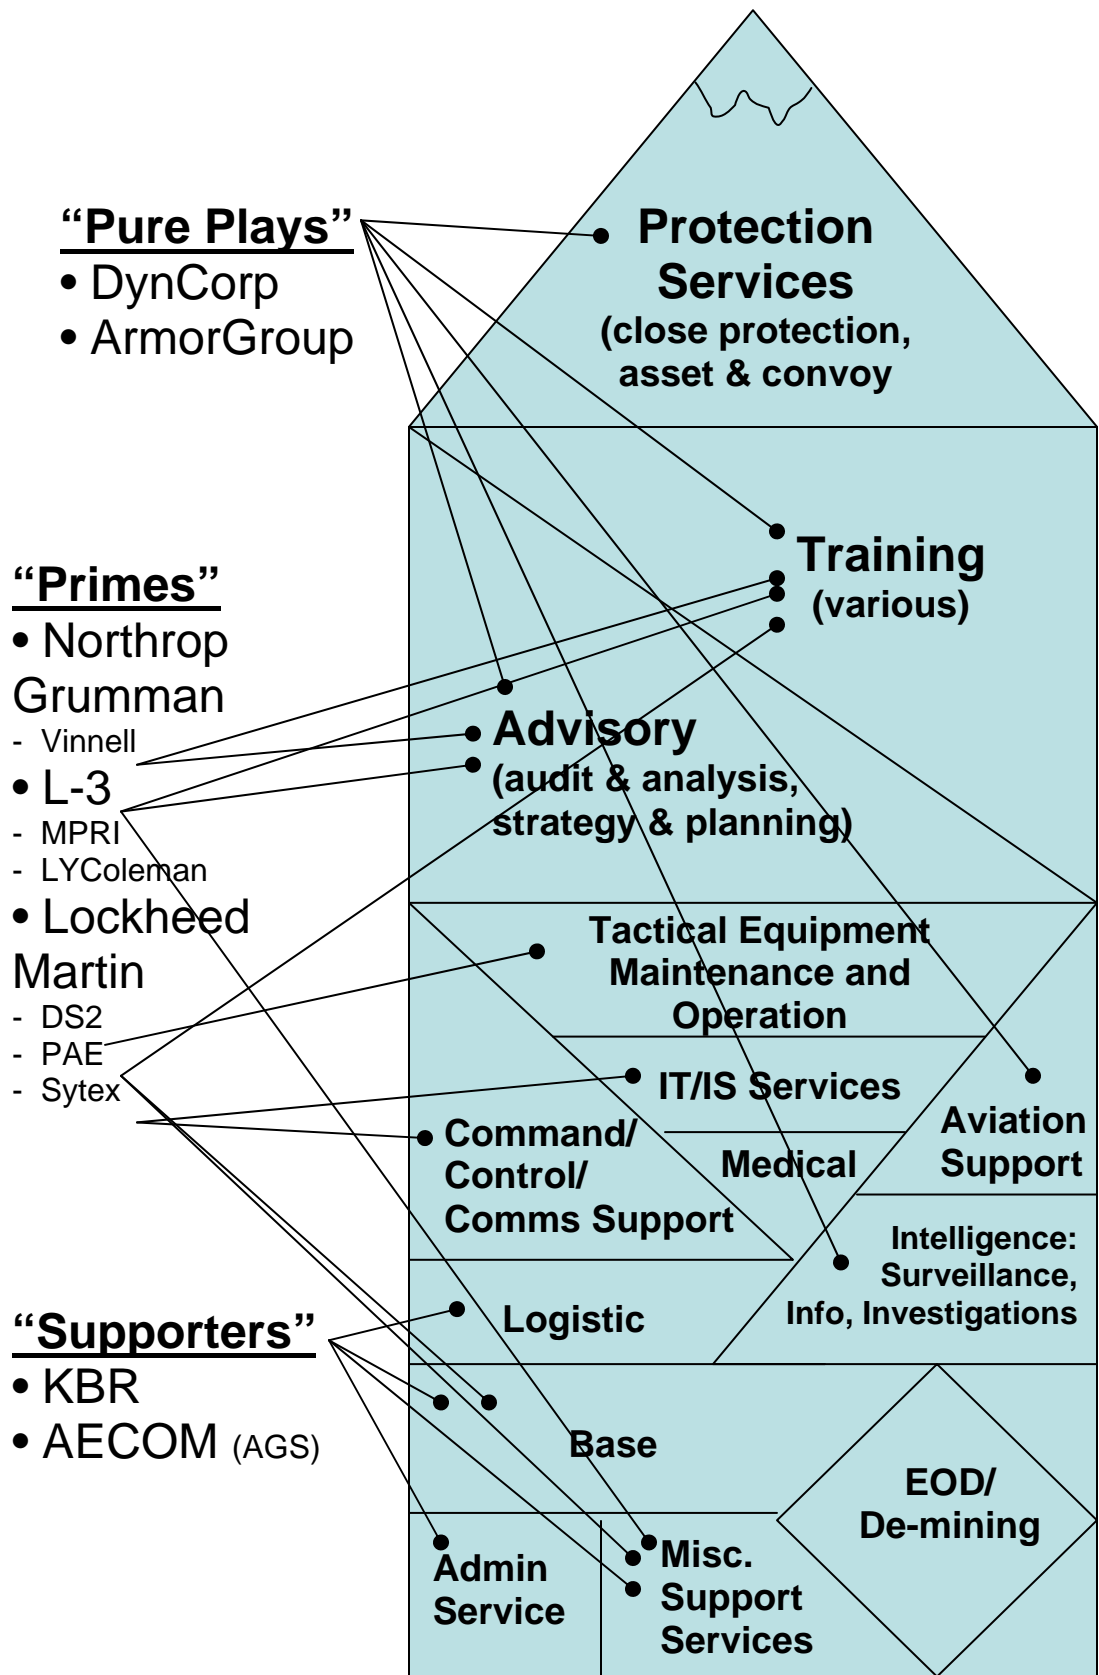 “Pure Plays”
• DynCorp
• ArmorGroup
Protection
Services
(close protection,
asset & convoy
Training
(various)
“Primes”
• Northrop
Grumman
- Vinnell
• L-3
- MPRI
- LYColeman
• Lockheed
Martin
- DS2
- PAE
- Sytex
Advisory
(audit & analysis,
strategy & planning)
Tactical Equipment
Maintenance and
Operation
IT/IS Services
Medical
Aviation
Support
Command/
Control/
Comms Support
Intelligence:
Surveillance,
Info, Investigations
Logistic
“Supporters”
• KBR
• AECOM (AGS)
Base
EOD/
De-mining
Admin
Service
Misc.
Support
Services